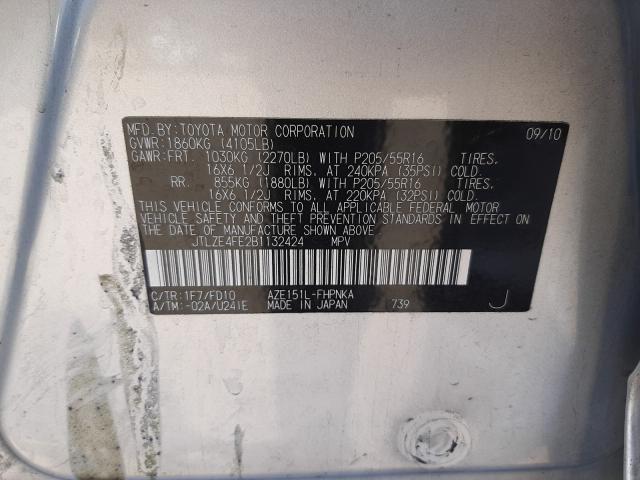 MFD.BY:TOYOTA MOTOR CORPORATION 09/10
GVWR:1860KG (4105LB)
GAWR:FRT. 1030KG (2270LB) WITH P205/55R16 TIRES.
16X6 1/2J RIMS. AT 240KPA (35PSI) COLD.
RR. 855KG (1880LB) WITH P205/55R16 TIRES.
16X6 1/2J RIMS. AT 220KPA (32PSI) COLD.
THIS VEHICLE CONFORMS TO ALL APPLICABLE FEDERAL MOTOR
VEHICLE SAFETY AND THEFT PREVENTION STANDARDS IN EFFECT ON
THE DATE OF MANUFACTURE SHOWN ABOVE.
JTLZE4FE2B1132424 MPV
C/TR:1F7/FD10 AZE151L-FHPNKA
A/TM:-02A/U241E MADE IN JAPAN 739 J